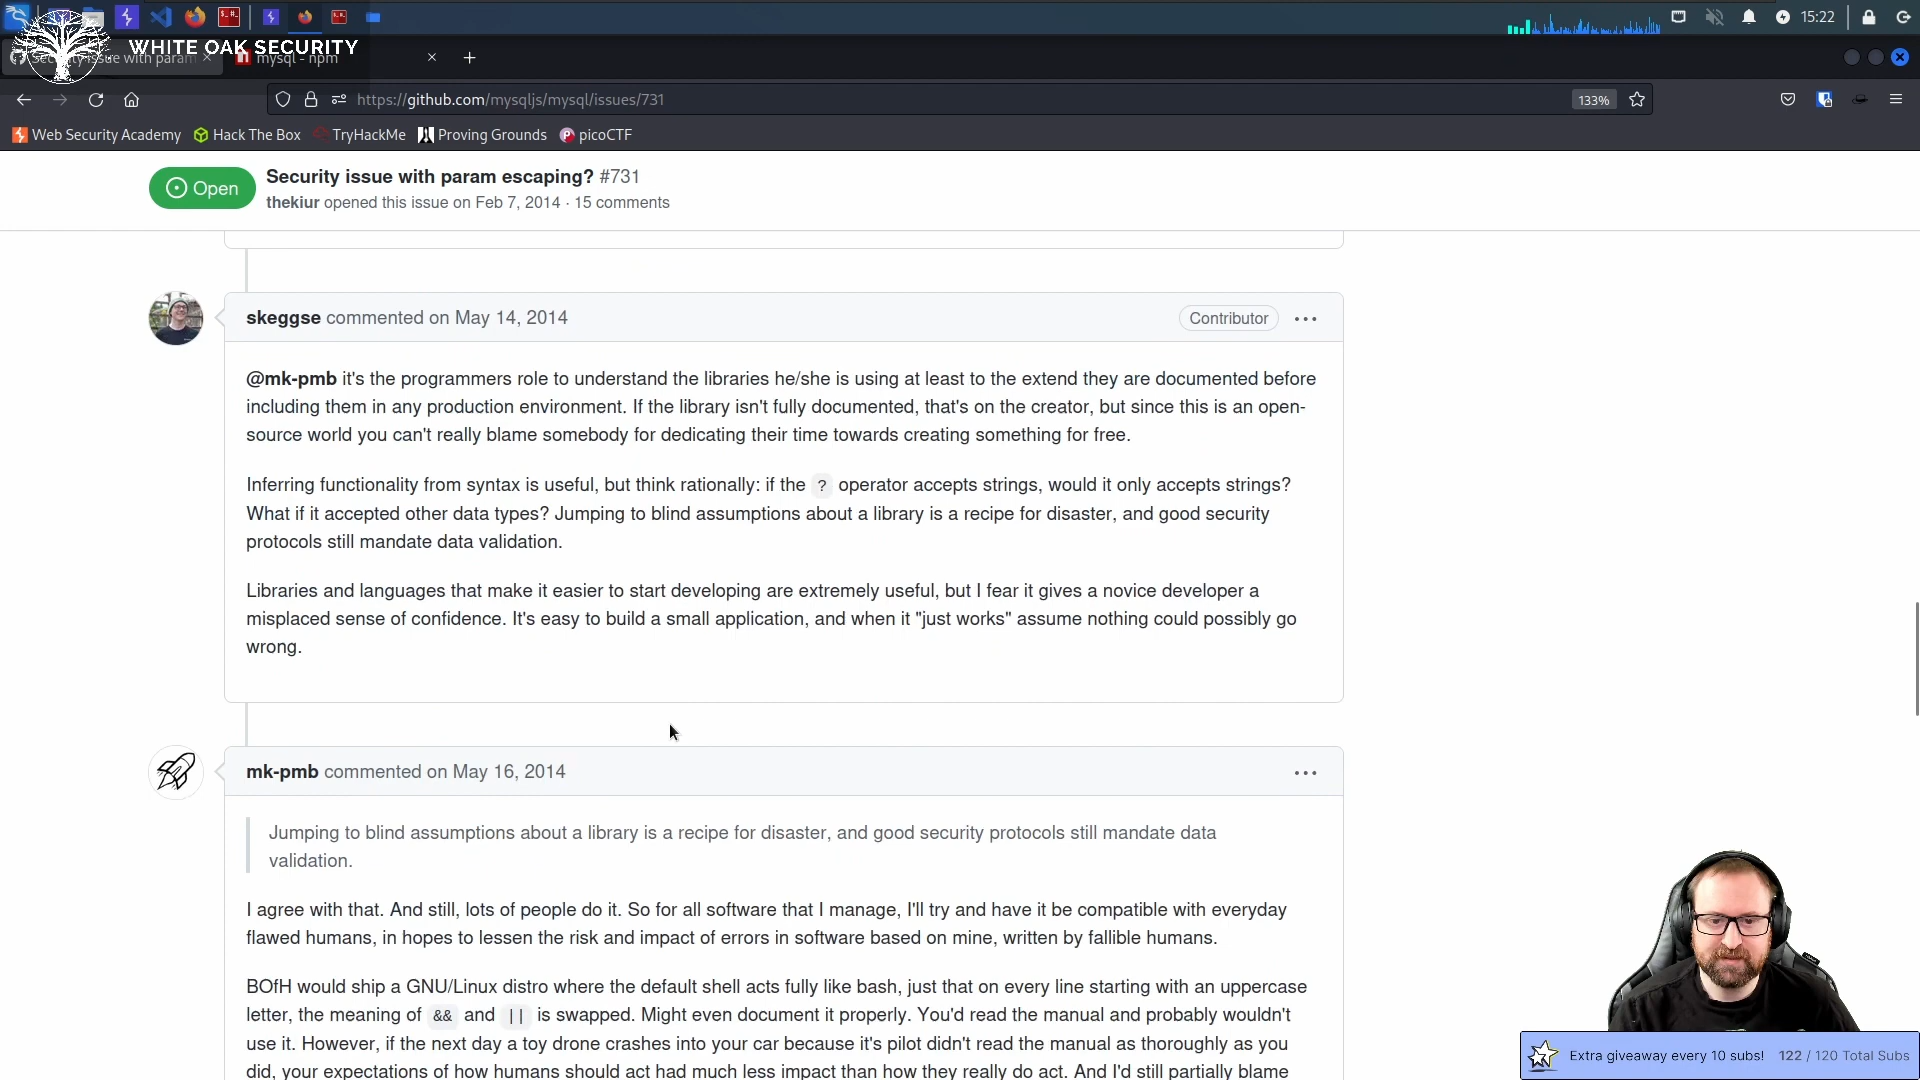 15:22
WHITE OAK SECURITY
Security issue with param
mysql - npm
https://github.com/mysqljs/mysql/issues/731
133%
Web Security Academy
Hack The Box
TryHackMe
Proving Grounds
picoCTF
Open
Security issue with param escaping? #731
thekiur opened this issue on Feb 7, 2014 · 15 comments
skeggse commented on May 14, 2014
Contributor
@mk-pmb it's the programmers role to understand the libraries he/she is using at least to the extend they are documented before
including them in any production environment. If the library isn't fully documented, that's on the creator, but since this is an open-
source world you can't really blame somebody for dedicating their time towards creating something for free.
Inferring functionality from syntax is useful, but think rationally: if the ? operator accepts strings, would it only accepts strings?
What if it accepted other data types? Jumping to blind assumptions about a library is a recipe for disaster, and good security
protocols still mandate data validation.
Libraries and languages that make it easier to start developing are extremely useful, but I fear it gives a novice developer a
misplaced sense of confidence. It's easy to build a small application, and when it "just works" assume nothing could possibly go
wrong.
mk-pmb commented on May 16, 2014
Jumping to blind assumptions about a library is a recipe for disaster, and good security protocols still mandate data
validation.
I agree with that. And still, lots of people do it. So for all software that I manage, I'll try and have it be compatible with everyday
flawed humans, in hopes to lessen the risk and impact of errors in software based on mine, written by fallible humans.
BOfH would ship a GNU/Linux distro where the default shell acts fully like bash, just that on every line starting with an uppercase
letter, the meaning of && and || is swapped. Might even document it properly. You'd read the manual and probably wouldn't
use it. However, if the next day a toy drone crashes into your car because it's pilot didn't read the manual as thoroughly as you
did, your expectations of how humans should act had much less impact than how they really do act. And I'd still partially blame
Extra giveaway every 10 subs! 122 / 120 Total Subs